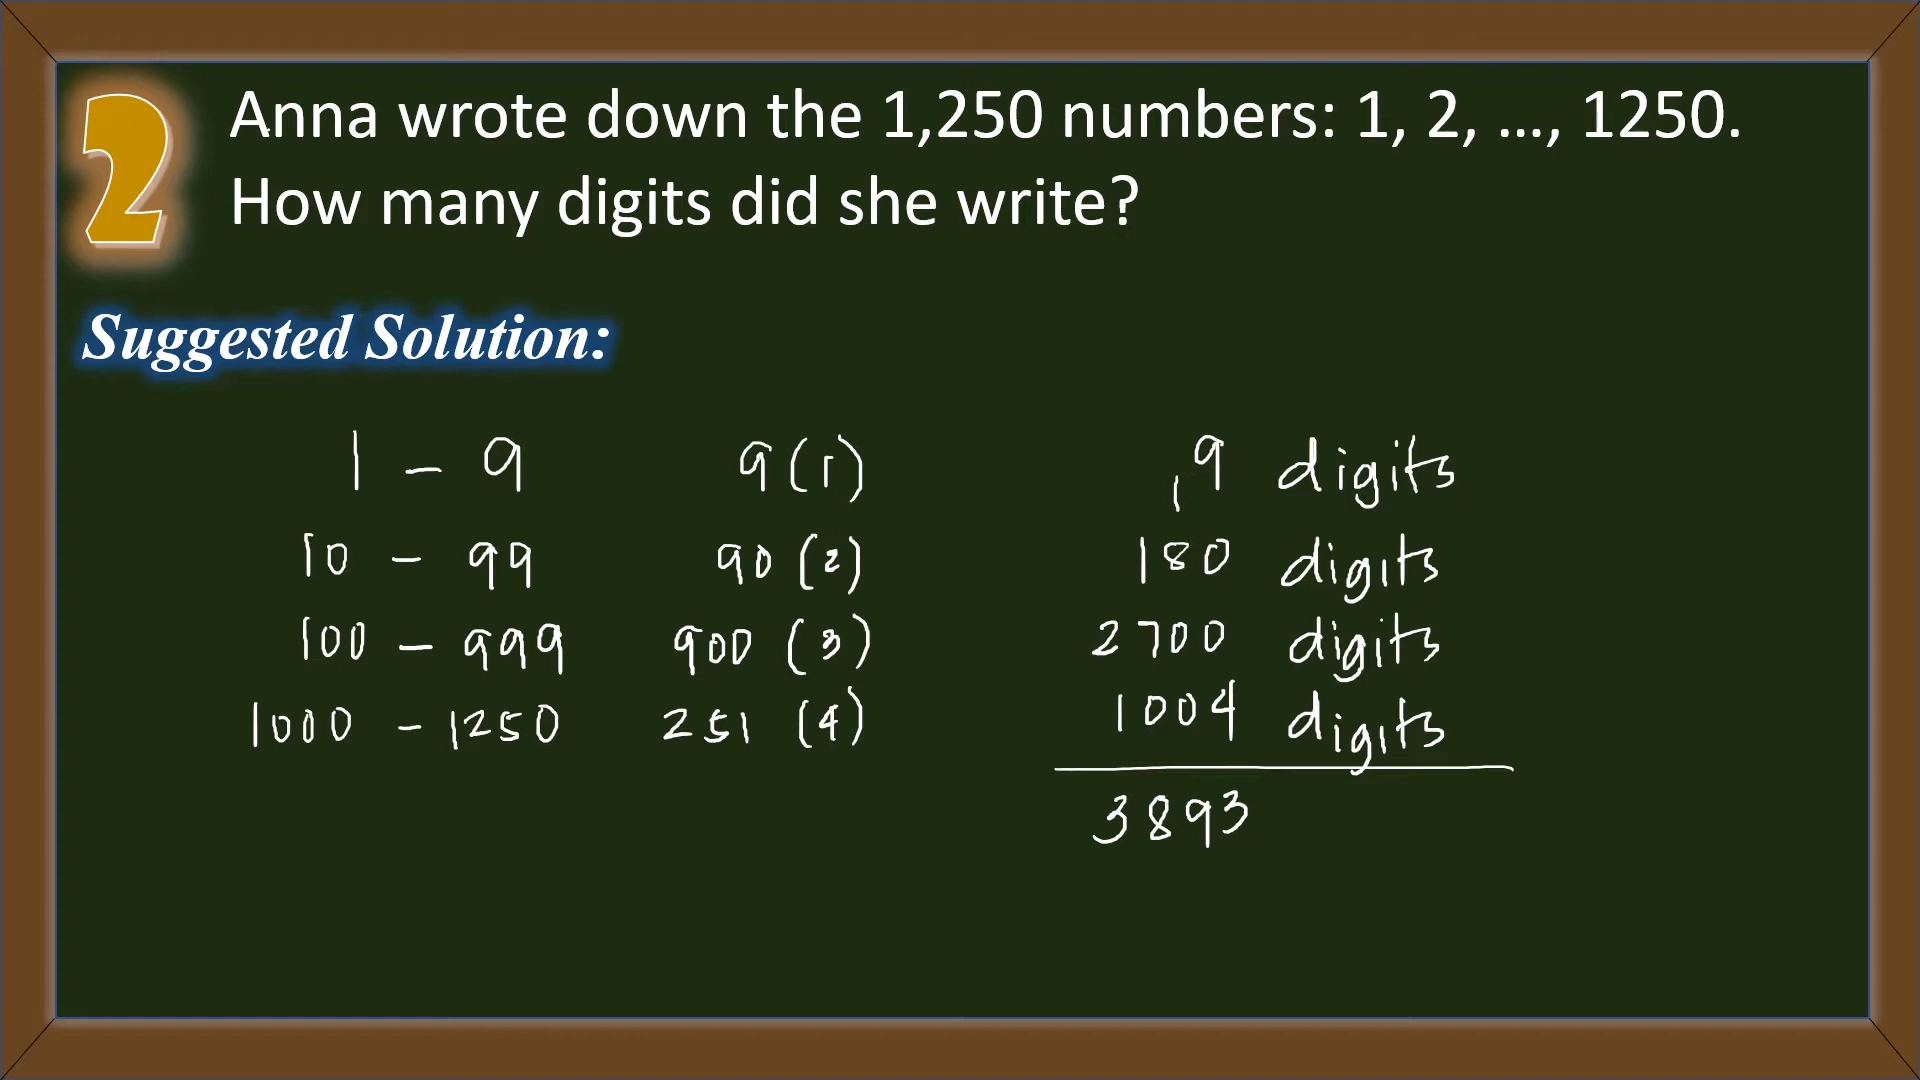 2
Anna wrote down the 1,250 numbers: 1, 2, ..., 1250.
How many digits did she write?
Suggested Solution:
1 - 9 9 (1) 1 9 digits
10 - 99 90 (2) 180 digits
100 - 999 900 (3) 2700 digits
1000 - 1250 251 (4) 1004 digits
3893